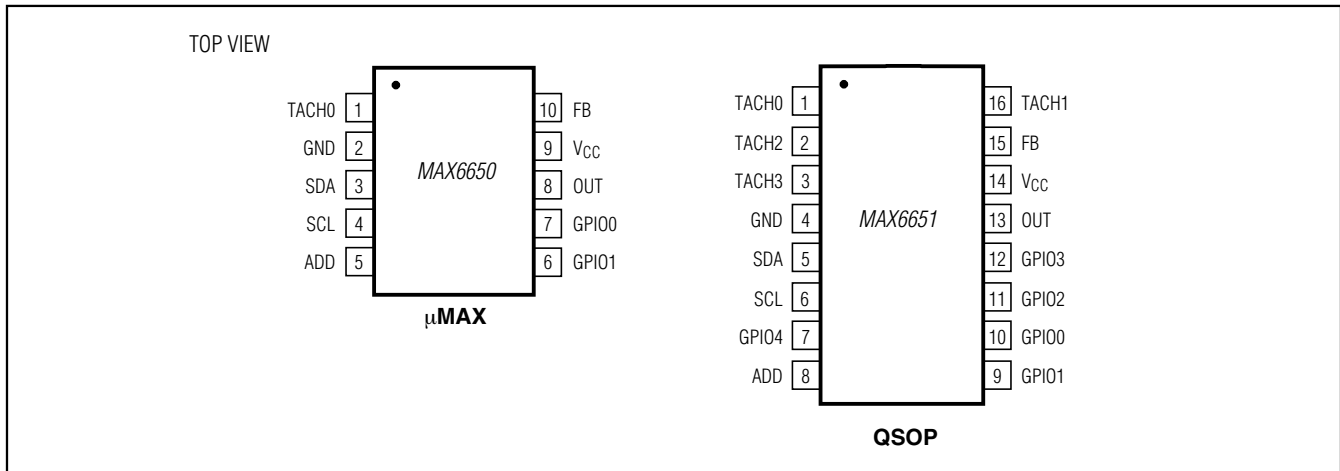 TOP VIEW
TACH0 1
GND 2
SDA 3
SCL 4
ADD 5
MAX6650
10 FB
9 VCC
8 OUT
7 GPIO0
6 GPIO1
μMAX
TACH0 1
TACH2 2
TACH3 3
GND 4
SDA 5
SCL 6
GPIO4 7
ADD 8
MAX6651
16 TACH1
15 FB
14 VCC
13 OUT
12 GPIO3
11 GPIO2
10 GPIO0
9 GPIO1
QSOP